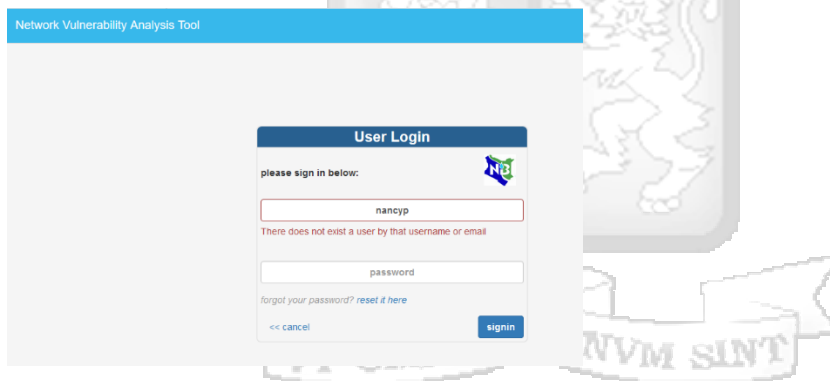 Network Vulnerability Analysis Tool
User Login
please sign in below:
NB
nancyp
There does not exist a user by that username or email
password
forgot your password? reset it here
<< cancel
signin
NVM SINT